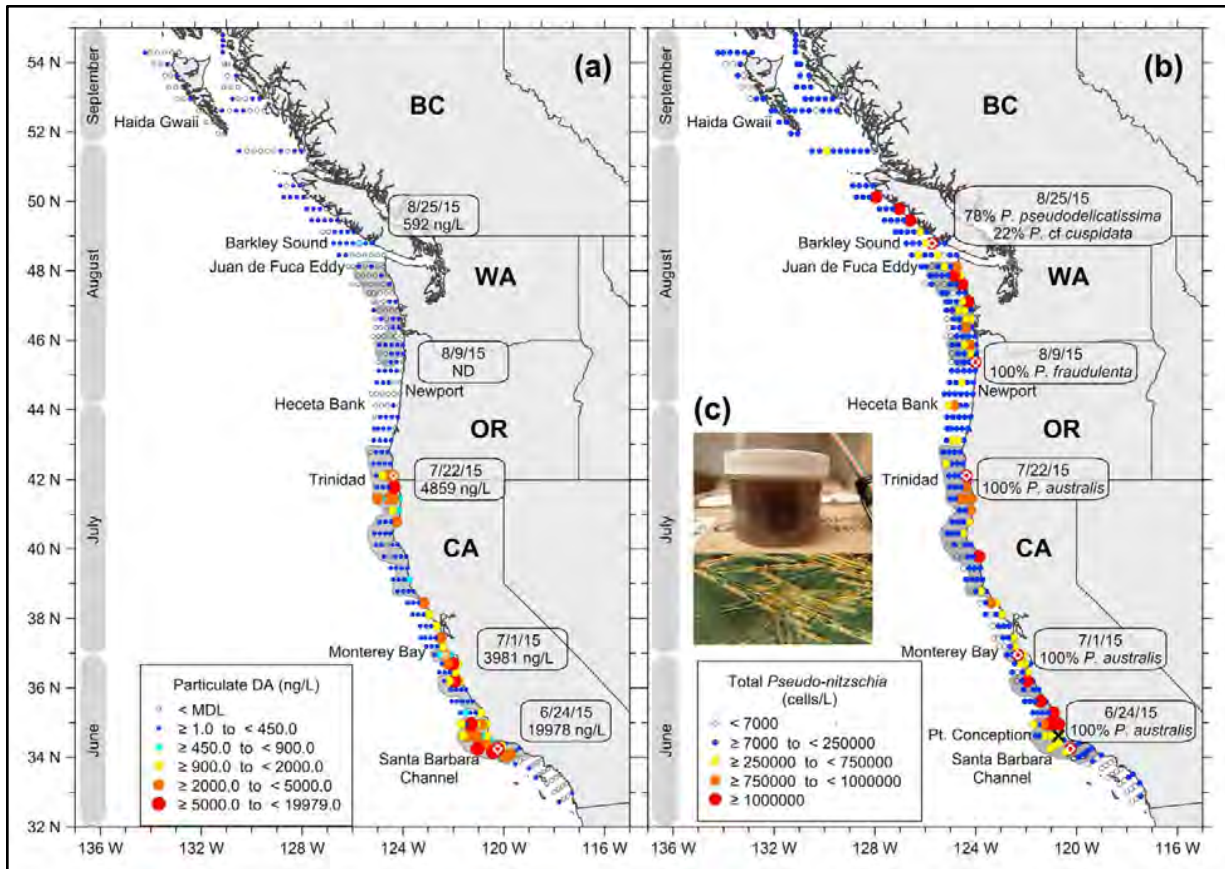 (a)
54 N
52 N
50 N
48 N
46 N
44 N
42 N
40 N
38 N
36 N
34 N
32 N
September
August
July
June
BC
Haida Gwaii
8/25/15
592 ng/L
Barkley Sound
Juan de Fuca Eddy
WA
8/9/15
ND
Newport
Heceta Bank
OR
Trinidad
7/22/15
4859 ng/L
CA
7/1/15
3981 ng/L
Monterey Bay
6/24/15
19978 ng/L
Santa Barbara
Channel
Particulate DA (ng/L)
< MDL
≥ 1.0 to < 450.0
≥ 450.0 to < 900.0
≥ 900.0 to < 2000.0
≥ 2000.0 to < 5000.0
≥ 5000.0 to < 19979.0
136 W
132 W
128 W
124 W
120 W
116 W
(b)
September
August
July
June
BC
Haida Gwaii
8/25/15
78% P. pseudodelicatissima
22% P. cf cuspidata
Barkley Sound
Juan de Fuca Eddy
WA
8/9/15
100% P. fraudulenta
Newport
Heceta Bank
(c)
OR
Trinidad
7/22/15
100% P. australis
CA
7/1/15
100% P. australis
Monterey Bay
6/24/15
100% P. australis
Pt. Conception
Santa Barbara
Channel
Total Pseudo-nitzschia
(cells/L)
< 7000
≥ 7000 to < 250000
≥ 250000 to < 750000
≥ 750000 to < 1000000
≥ 1000000
132 W
128 W
124 W
120 W
116 W